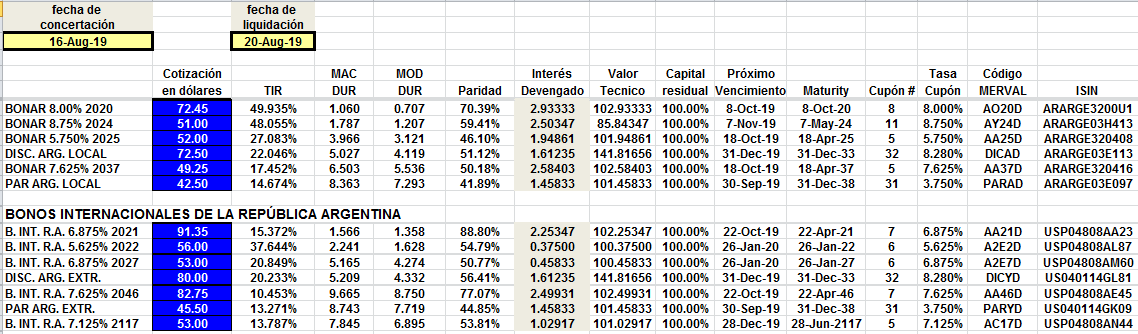 fecha de concertación fecha de liquidación
16-Aug-19 20-Aug-19
Cotización en dólares TIR MAC DUR MOD DUR Paridad Interés Devengado Valor Tecnico Capital residual Próximo Vencimiento Maturity Cupón # Tasa Cupón Código MERVAL ISIN
BONAR 8.00% 2020 72.45 49.935% 1.060 0.707 70.39% 2.93333 102.93333 100.00% 8-Oct-19 8-Oct-20 8 8.000% AO20D ARARGE3200U1
BONAR 8.75% 2024 51.00 48.055% 1.787 1.207 59.41% 2.50347 85.84347 100.00% 7-Nov-19 7-May-24 11 8.750% AY24D ARARGE03H413
BONAR 5.750% 2025 52.00 27.083% 3.966 3.121 46.10% 1.94861 101.94861 100.00% 18-Oct-19 18-Apr-25 5 5.750% AA25D ARARGE320408
DISC. ARG. LOCAL 72.50 22.046% 5.027 4.119 51.12% 1.61235 141.81656 100.00% 31-Dec-19 31-Dec-33 32 8.280% DICAD ARARGE03E113
BONAR 7.625% 2037 49.25 17.452% 6.503 5.536 50.18% 2.58403 102.58403 100.00% 18-Oct-19 18-Apr-37 5 7.625% AA37D ARARGE320416
PAR ARG. LOCAL 42.50 14.674% 8.363 7.293 41.89% 1.45833 101.45833 100.00% 30-Sep-19 31-Dec-38 31 3.750% PARAD ARARGE03E097
BONOS INTERNACIONALES DE LA REPÚBLICA ARGENTINA
B. INT. R.A. 6.875% 2021 91.35 15.372% 1.566 1.358 88.80% 2.25347 102.25347 100.00% 22-Oct-19 22-Apr-21 7 6.875% AA21D USP04808AA23
B. INT. R.A. 5.625% 2022 56.00 37.644% 2.241 1.628 54.79% 0.37500 100.37500 100.00% 26-Jan-20 26-Jan-22 6 5.625% A2E2D USP04808AL87
B. INT. R.A. 6.875% 2027 53.00 20.849% 5.165 4.274 50.77% 0.45833 100.45833 100.00% 26-Jan-20 26-Jan-27 6 6.875% A2E7D USP04808AM60
DISC. ARG. EXTR. 80.00 20.233% 5.209 4.332 56.41% 1.61235 141.81656 100.00% 31-Dec-19 31-Dec-33 32 8.280% DICYD US040114GL81
B. INT. R.A. 7.625% 2046 82.75 10.453% 9.665 8.750 77.07% 2.49931 102.49931 100.00% 22-Oct-19 22-Apr-46 7 7.625% AA46D USP04808AE45
PAR ARG. EXTR. 45.50 13.271% 8.743 7.719 44.85% 1.45833 101.45833 100.00% 30-Sep-19 31-Dec-38 31 3.750% PARYD US040114GK09
B. INT. R.A. 7.125% 2117 53.00 13.787% 7.845 6.895 53.81% 1.02917 101.02917 100.00% 28-Dec-19 28-Jun-2117 5 7.125% AC17D USP04808AN44